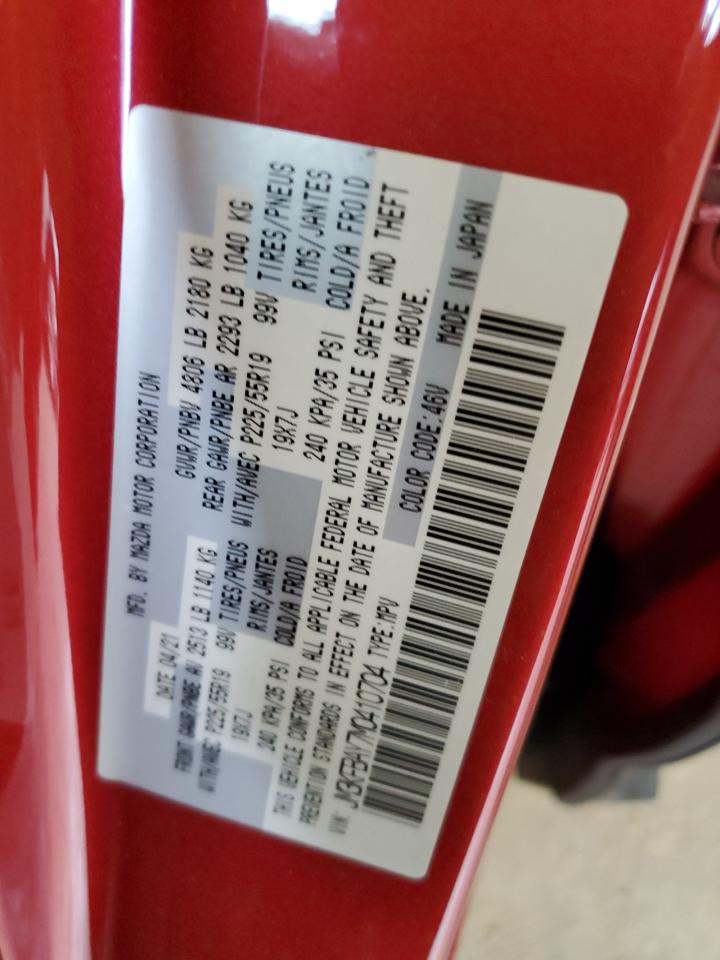 MFD. BY MAZDA MOTOR CORPORATION
DATE 04/21 GVWR/PNBV 4806 LB 2180 KG
FRONT GAWR/PNBE AV 2513 LB 1140 KG REAR GAWR/PNBE AR 2293 LB 1040 KG
WITH/AVEC P225/55R19 99V TIRES/PNEUS WITH/AVEC P225/55R19 99V TIRES/PNEUS
19X7J RIMS/JANTES 19X7J RIMS/JANTES
240 KPA/35 PSI COLD/A FROID 240 KPA/35 PSI COLD/A FROID
THIS VEHICLE CONFORMS TO ALL APPLICABLE FEDERAL MOTOR VEHICLE SAFETY AND THEFT
PREVENTION STANDARDS IN EFFECT ON THE DATE OF MANUFACTURE SHOWN ABOVE.
VIN: TYPE:MPV COLOR CODE:46V MADE IN JAPAN